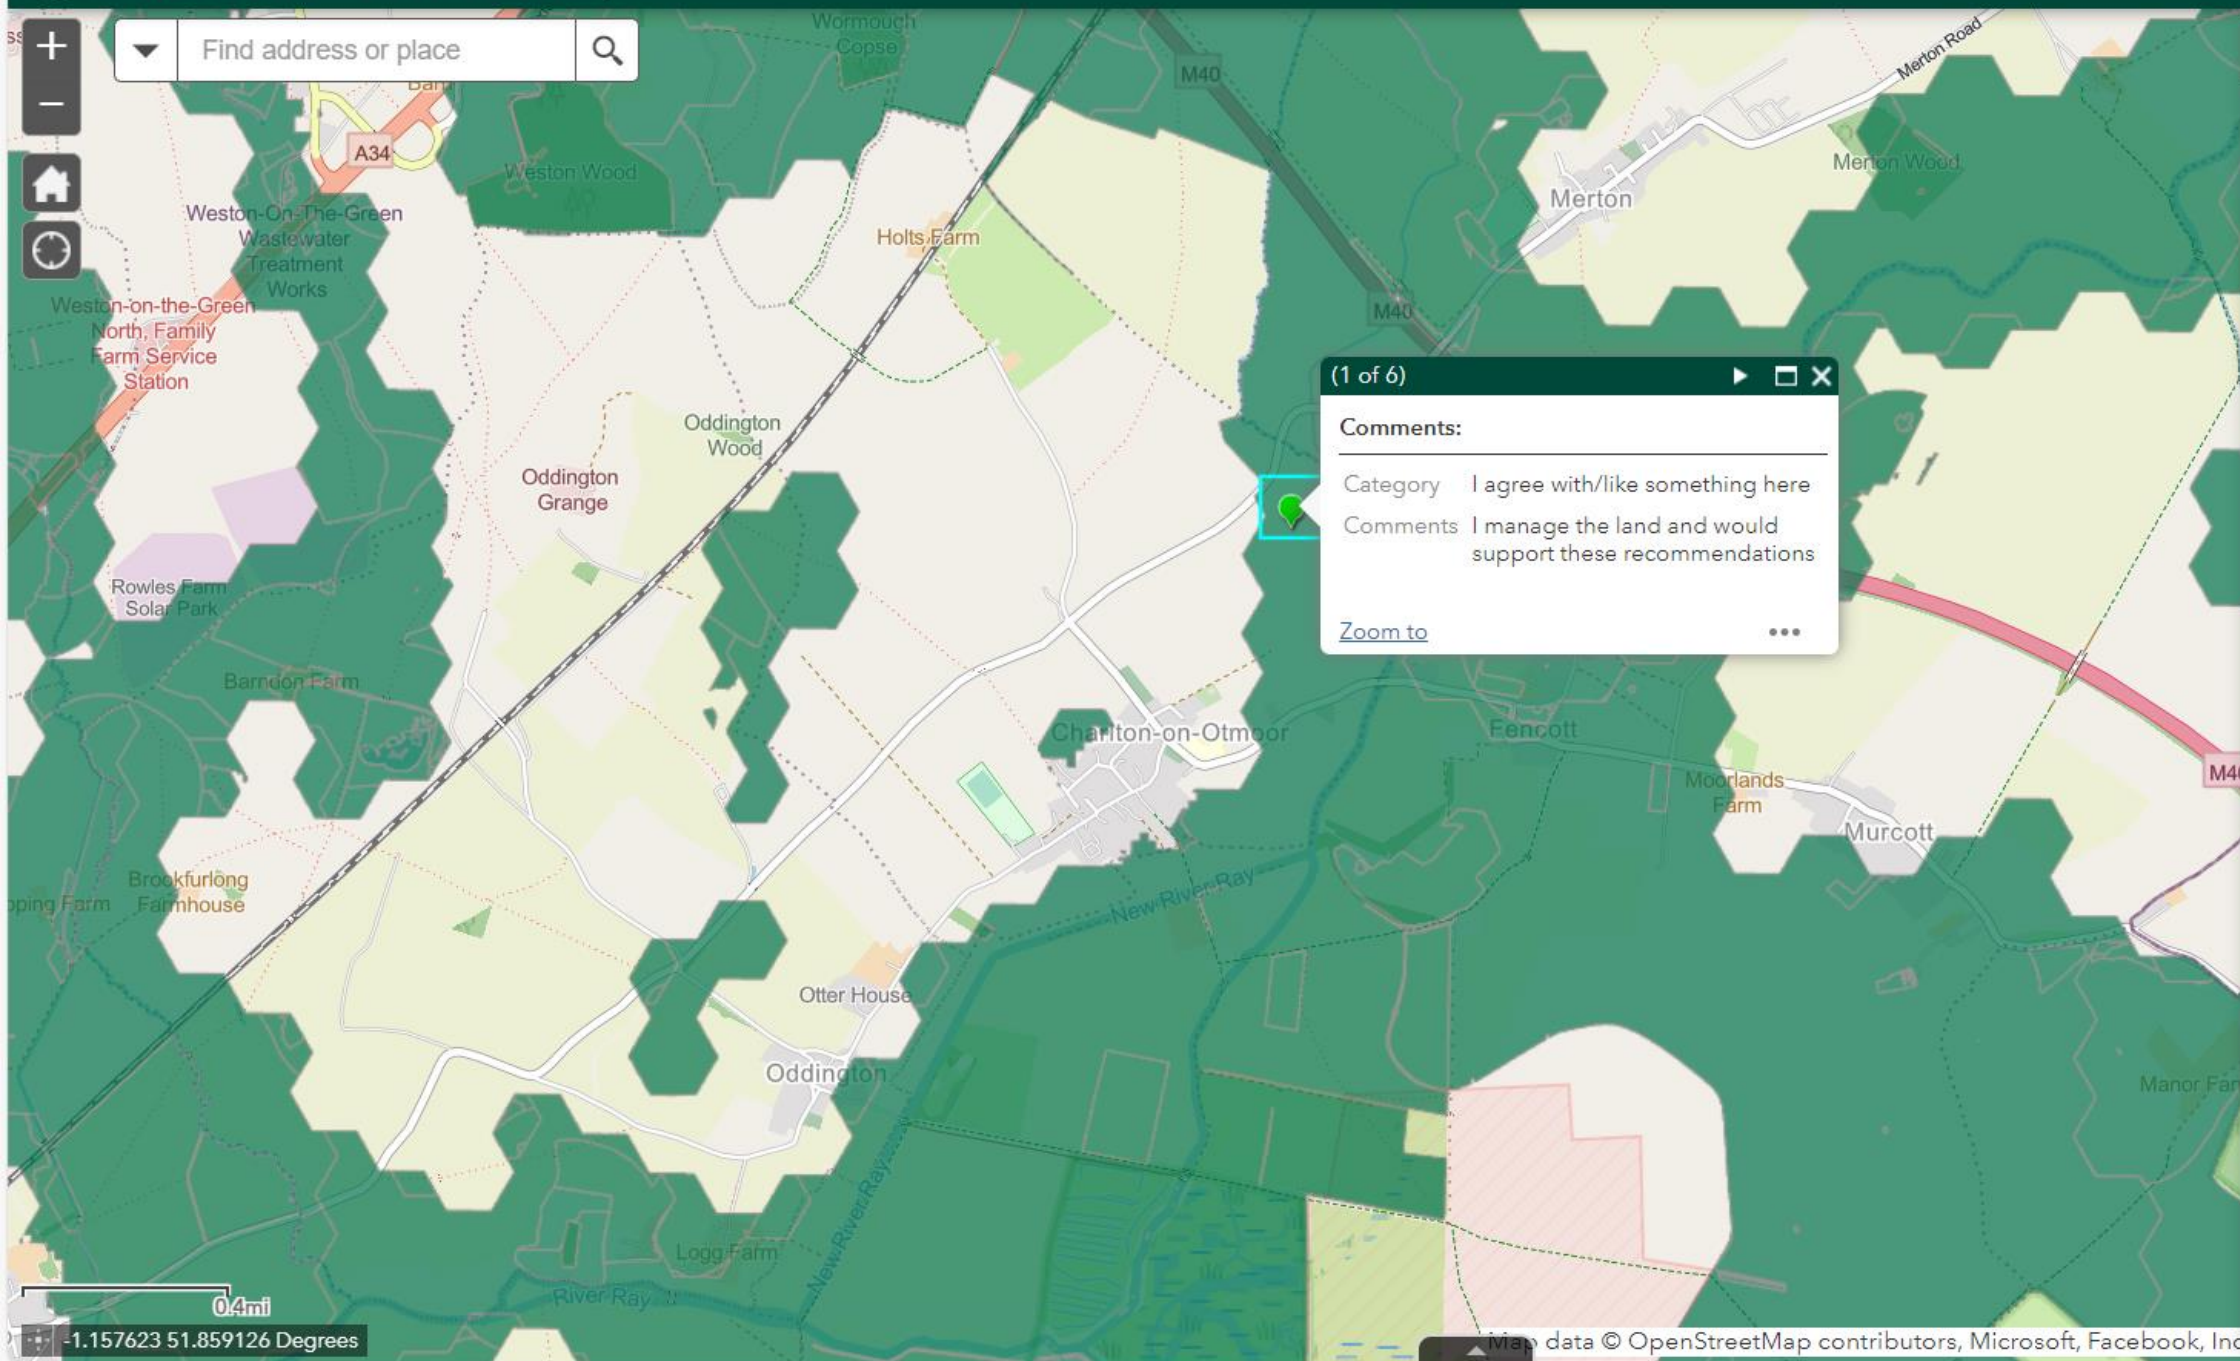 Find address or place
Wormough
Copse
M40
Merton Road
A34
Weston Wood
Merton Wood
Merton
Weston-On-The-Green
Wastewater
Treatment
Works
Holts Farm
Weston-on-the-Green
North, Family
Farm Service
Station
M40
(1 of 6)
Comments:
Category I agree with/like something here
Comments I manage the land and would
support these recommendations
Zoom to
Oddington
Wood
Oddington
Grange
Rowles Farm
Solar Park
Barndon Farm
Charlton-on-Otmoor
Fencott
Moorlands
Farm
M4
Murcott
Brookfurlong
Farmhouse
pping Farm
New River Ray
Otter House
Oddington
Manor Far
New River Ray
Logg Farm
River Ray
0.4mi
-1.157623 51.859126 Degrees
Map data © OpenStreetMap contributors, Microsoft, Facebook, Inc